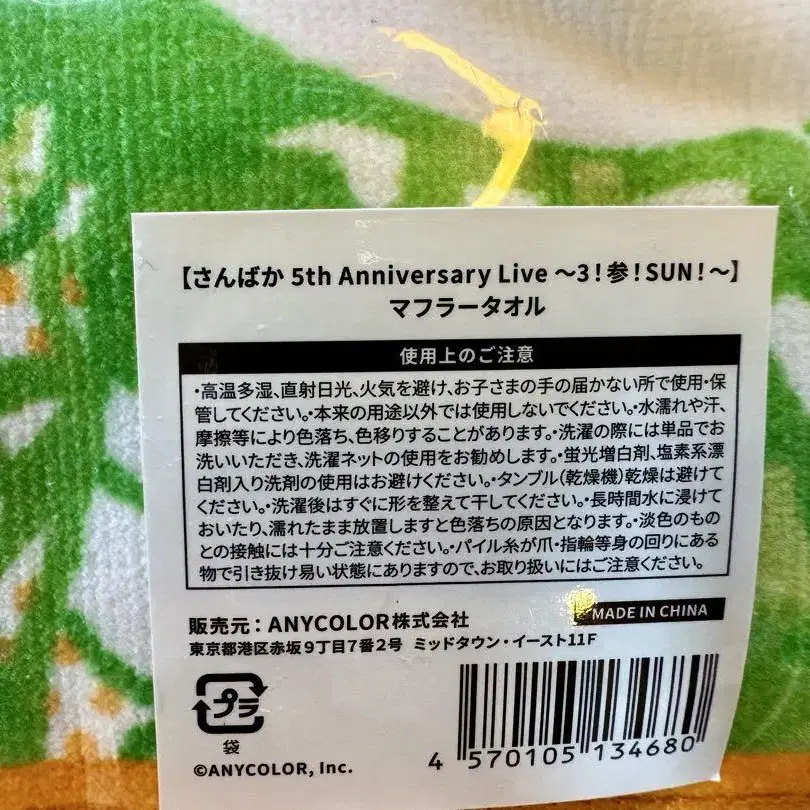 【さんばか 5th Anniversary Live ～3！参！SUN！～】
マフラータオル
使用上のご注意
・高温多湿、直射日光、火気を避け、お子さまの手の届かない所で使用・保
管してください。・本来の用途以外では使用しないでください。・水濡れや汗、
摩擦等により色落ち、色移りすることがあります。・洗濯の際には単品でお
洗いいただき、洗濯ネットの使用をお勧めします。・蛍光増白剤、塩素系漂
白剤入り洗剤の使用はお避けください。・タンブル（乾燥機）乾燥は避けて
ください。・洗濯後はすぐに形を整えて干してください。・長時間水に浸けて
おいたり、濡れたまま放置しますと色落ちの原因となります。・淡色のもの
との接触には十分ご注意ください。・パイル糸が爪・指輪等身の回りにある
物で引き抜け易い状態にありますので、お取り扱いにはご注意ください。
販売元：ANYCOLOR株式会社
MADE IN CHINA
東京都港区赤坂9丁目7番2号 ミッドタウン・イースト11F
プラ
袋
©ANYCOLOR, Inc.
4 570105 134680